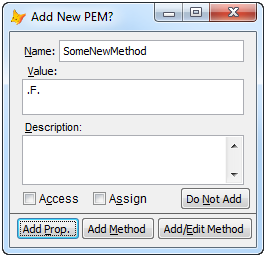 Add New PEM?
Name: SomeNewMethod
Value:
.F.
Description:
Access Assign Do Not Add
Add Prop. Add Method Add/Edit Method